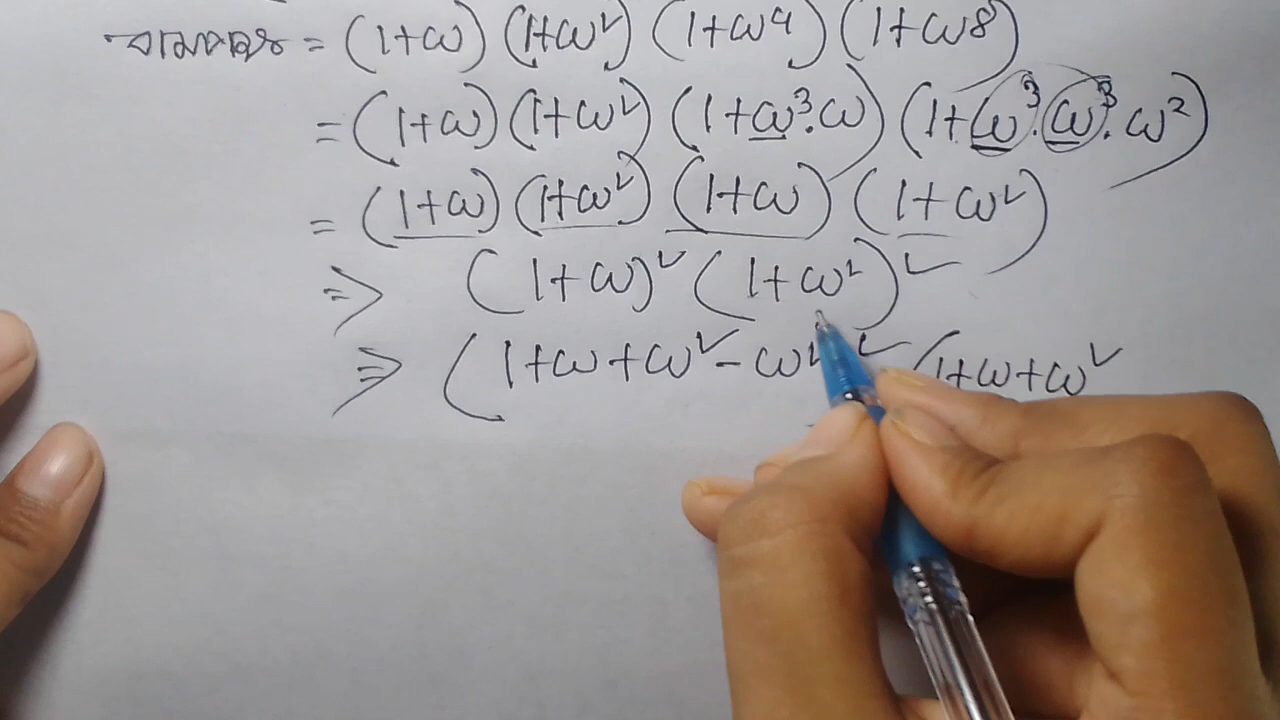 বামপক্ষ = (1+ω) (1+ω²) (1+ω4) (1+ω8)
= (1+ω) (1+ω²) (1+ω³.ω) (1+ω³.ω³.ω²)
= (1+ω) (1+ω²) (1+ω) (1+ω²)
=> (1+ω)² (1+ω²)²
=> (1+ω+ω²-ω² ² (1+ω+ω²